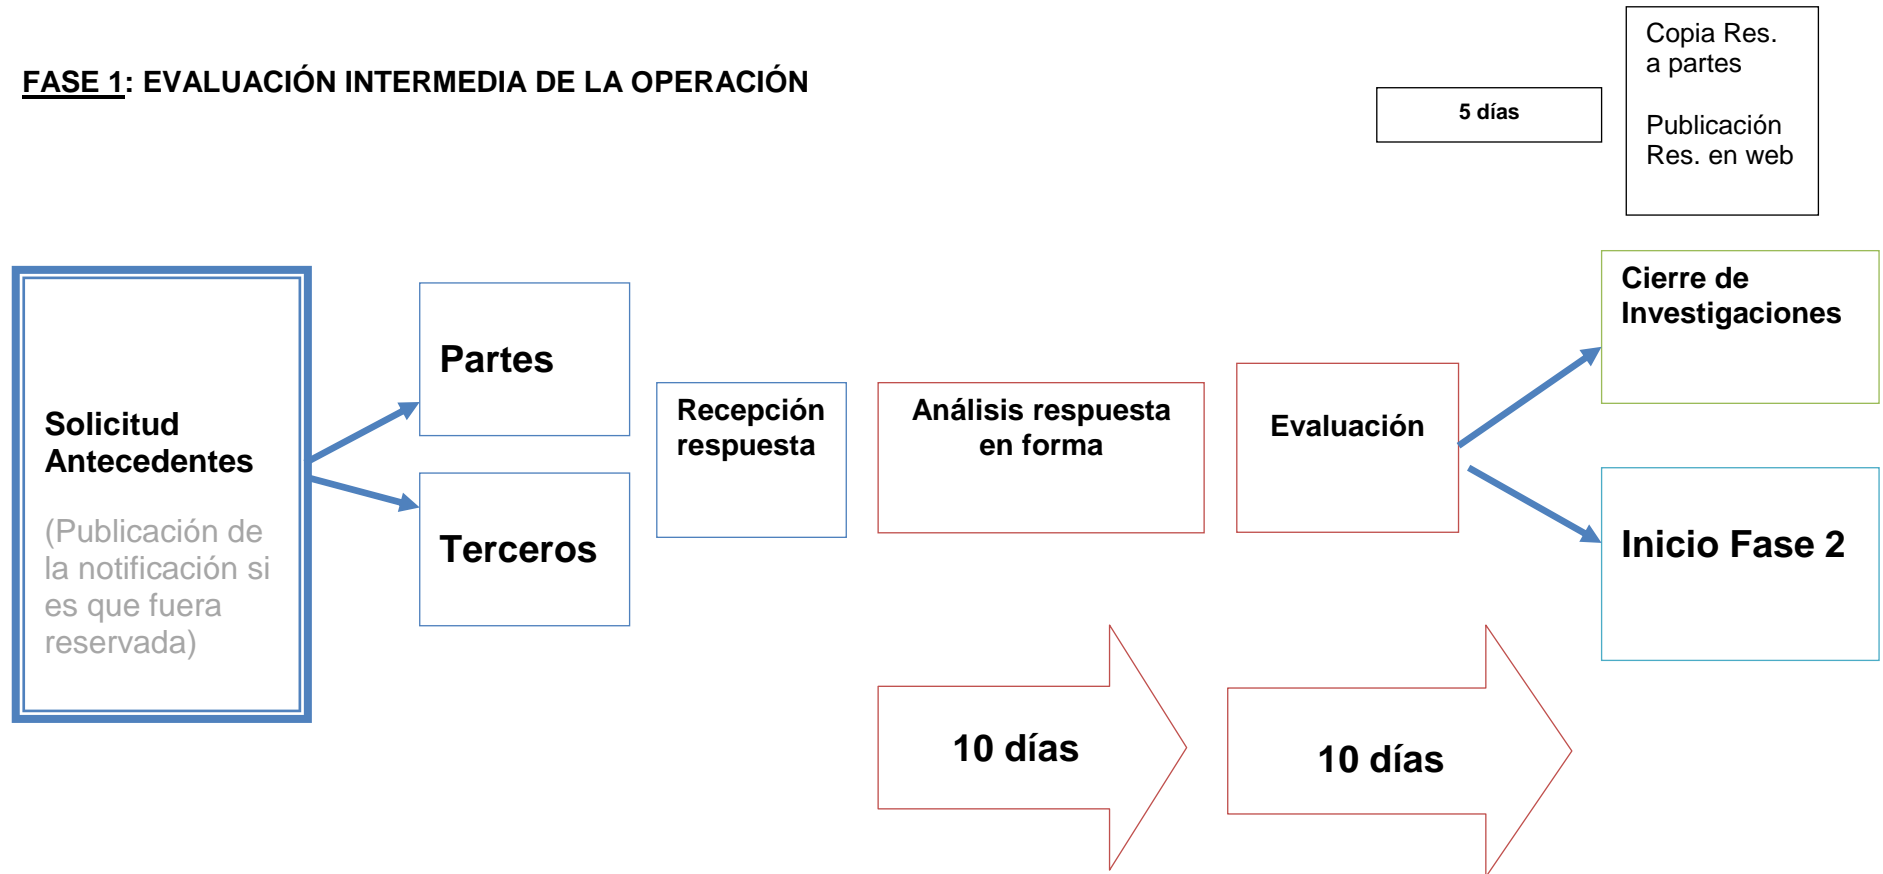 FASE 1: EVALUACIÓN INTERMEDIA DE LA OPERACIÓN
5 días
Copia Res.
a partes
Publicación
Res. en web
Solicitud
Antecedentes
(Publicación de
la notificación si
es que fuera
reservada)
Partes
Terceros
Recepción
respuesta
Análisis respuesta
en forma
Evaluación
Cierre de
Investigaciones
Inicio Fase 2
10 días
10 días